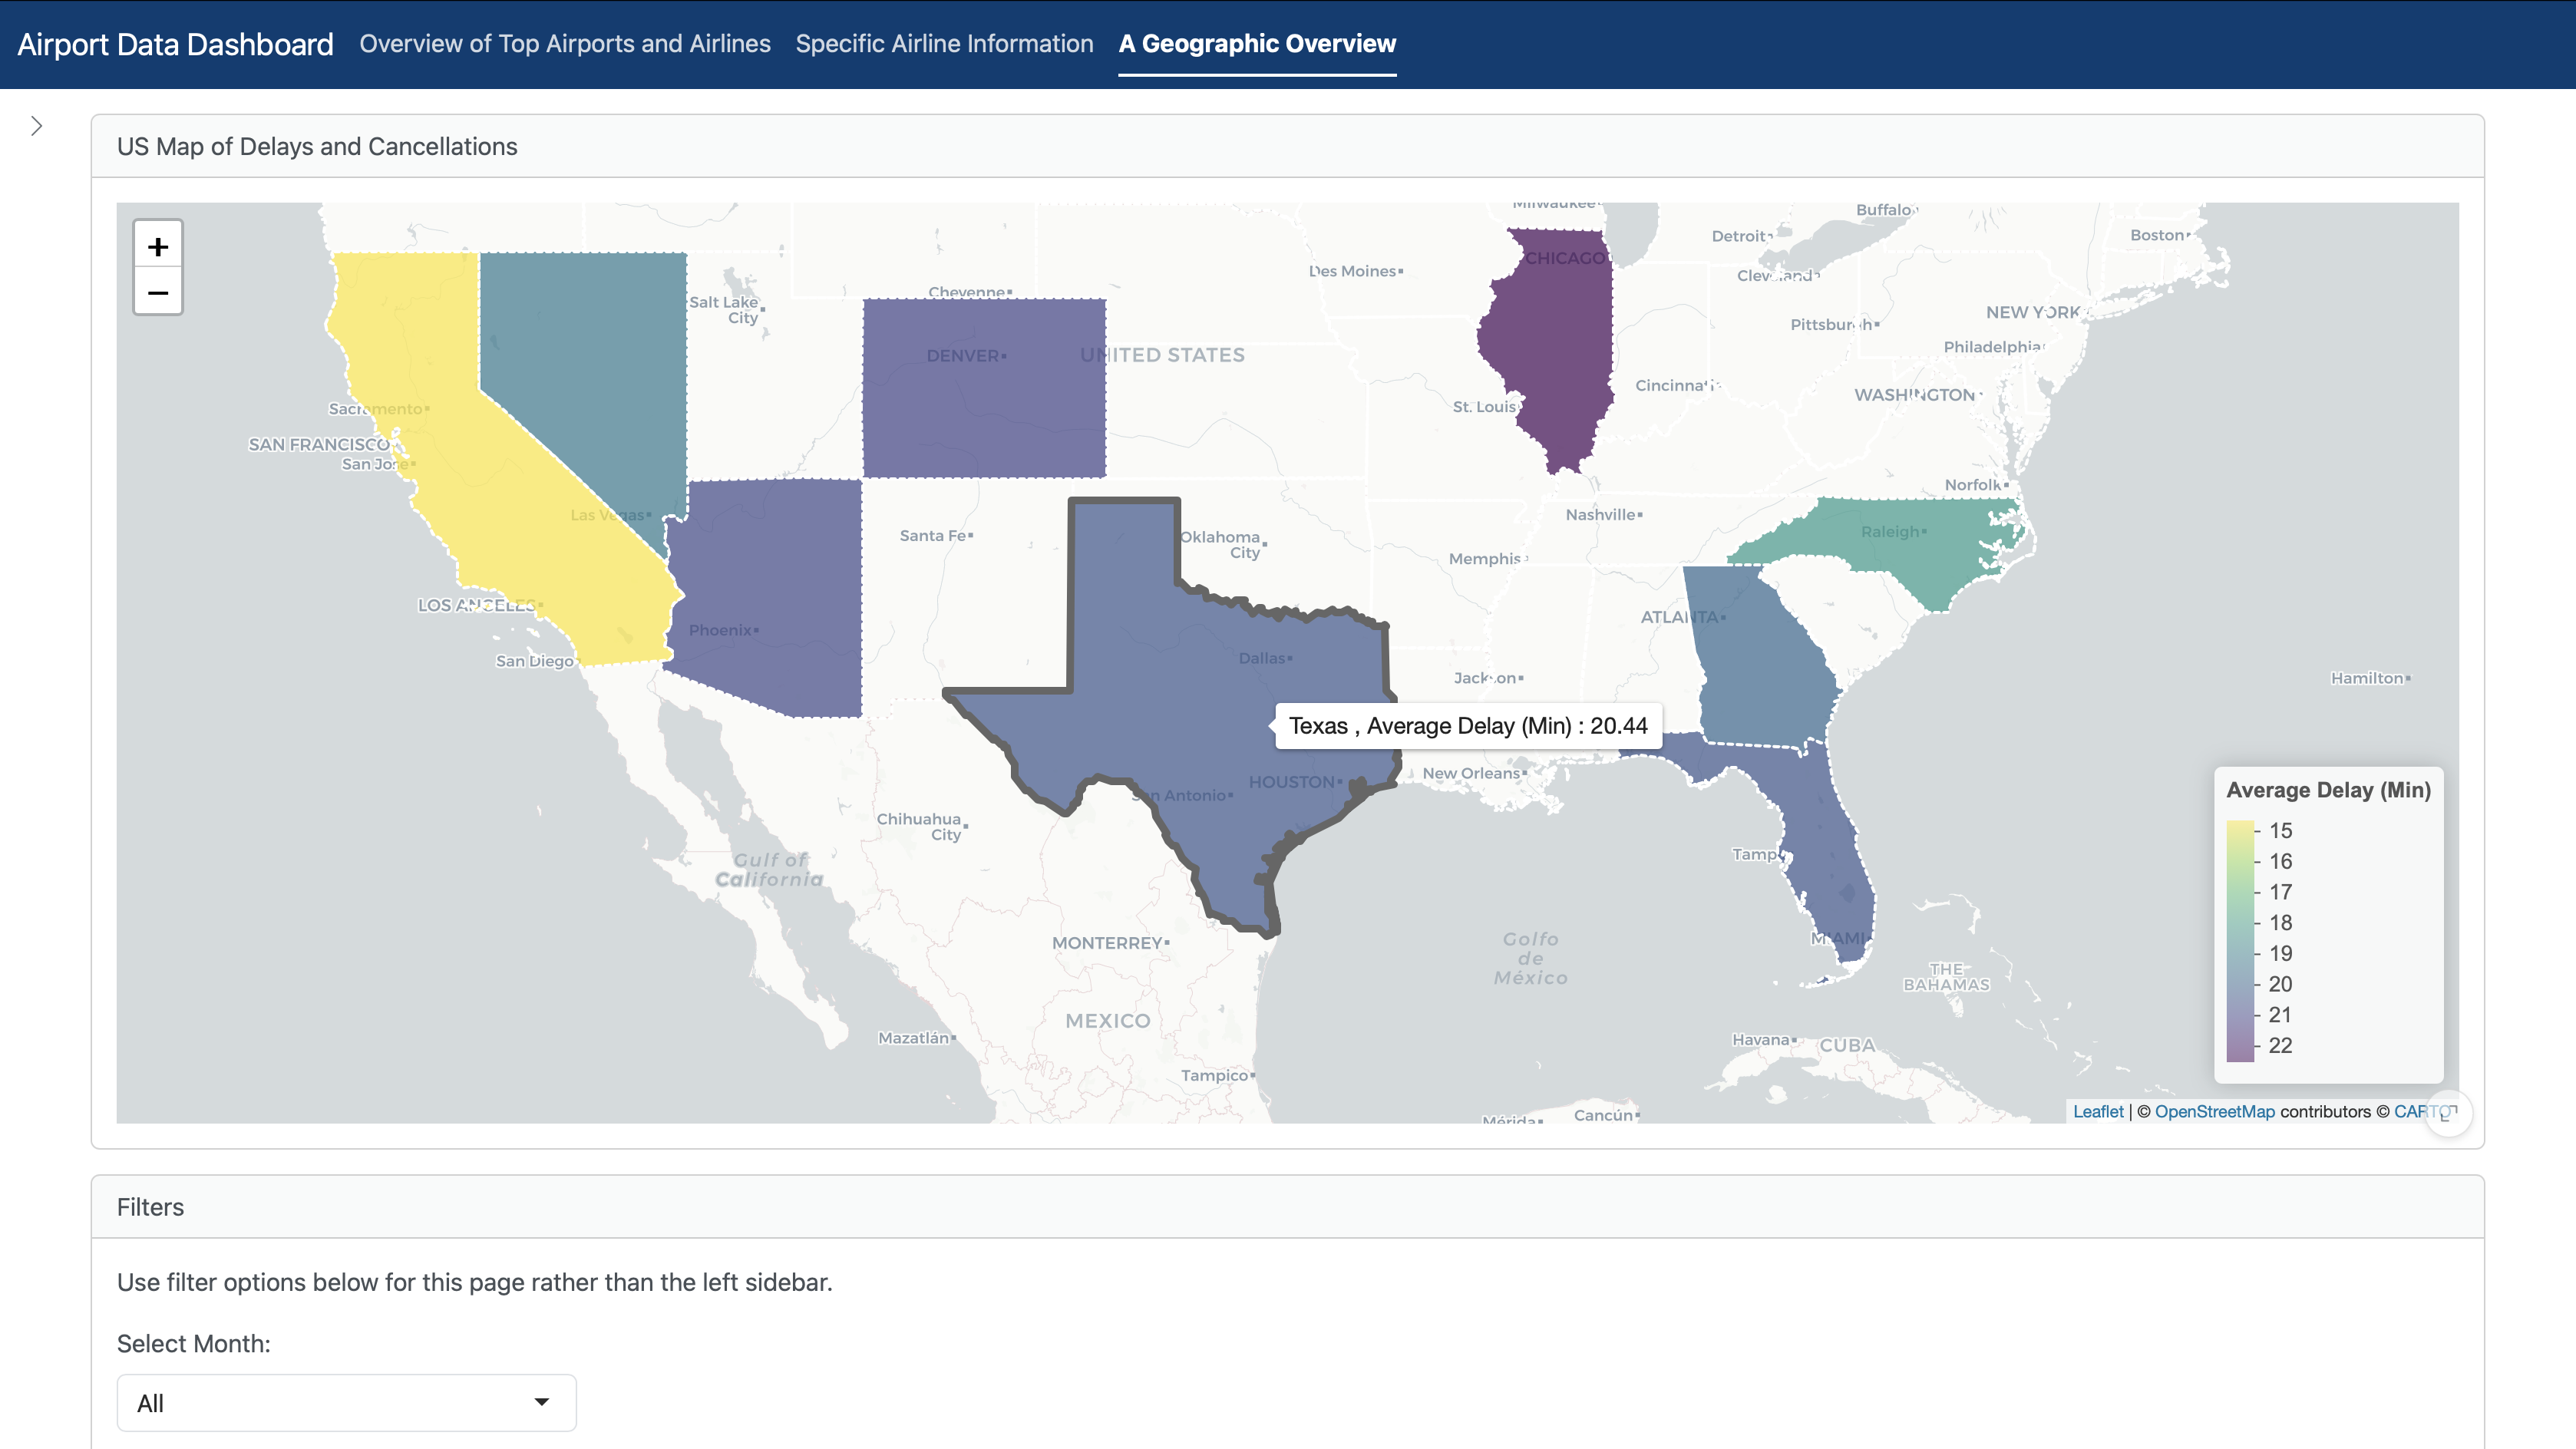 Airport Data Dashboard
Overview of Top Airports and Airlines
Specific Airline Information
A Geographic Overview
US Map of Delays and Cancellations
+
−
Milwaukee
Buffalo
Detroit
Boston
CHICAGO
Des Moines
Cleveland
Cheyenne
Salt Lake
City
NEW YORK
Pittsburgh
Philadelphia
DENVER
UNITED STATES
Cincinnati
WASHINGTON
Sacramento
St. Louis
SAN FRANCISCO
San Jose
Norfolk
Las Vegas
Nashville
Raleigh
Santa Fe
Oklahoma
City
Memphis
LOS ANGELES
ATLANTA
Phoenix
Dallas
San Diego
Jackson
Hamilton
Texas , Average Delay (Min) : 20.44
New Orleans
HOUSTON
San Antonio
Chihuahua
City
Tampa
Gulf of
California
MIAMI
MONTERREY
Golfo
de
México
THE
BAHAMAS
MEXICO
Mazatlán
Havana
CUBA
Tampico
Cancún
Mérida
Average Delay (Min)
15
16
17
18
19
20
21
22
Leaflet | © OpenStreetMap contributors © CARTO
Filters
Use filter options below for this page rather than the left sidebar.
Select Month:
All